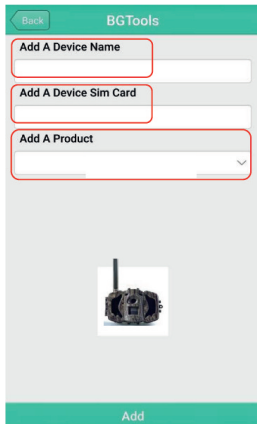 Back
BGTools
Add A Device Name
Add A Device Sim Card
Add A Product
Add